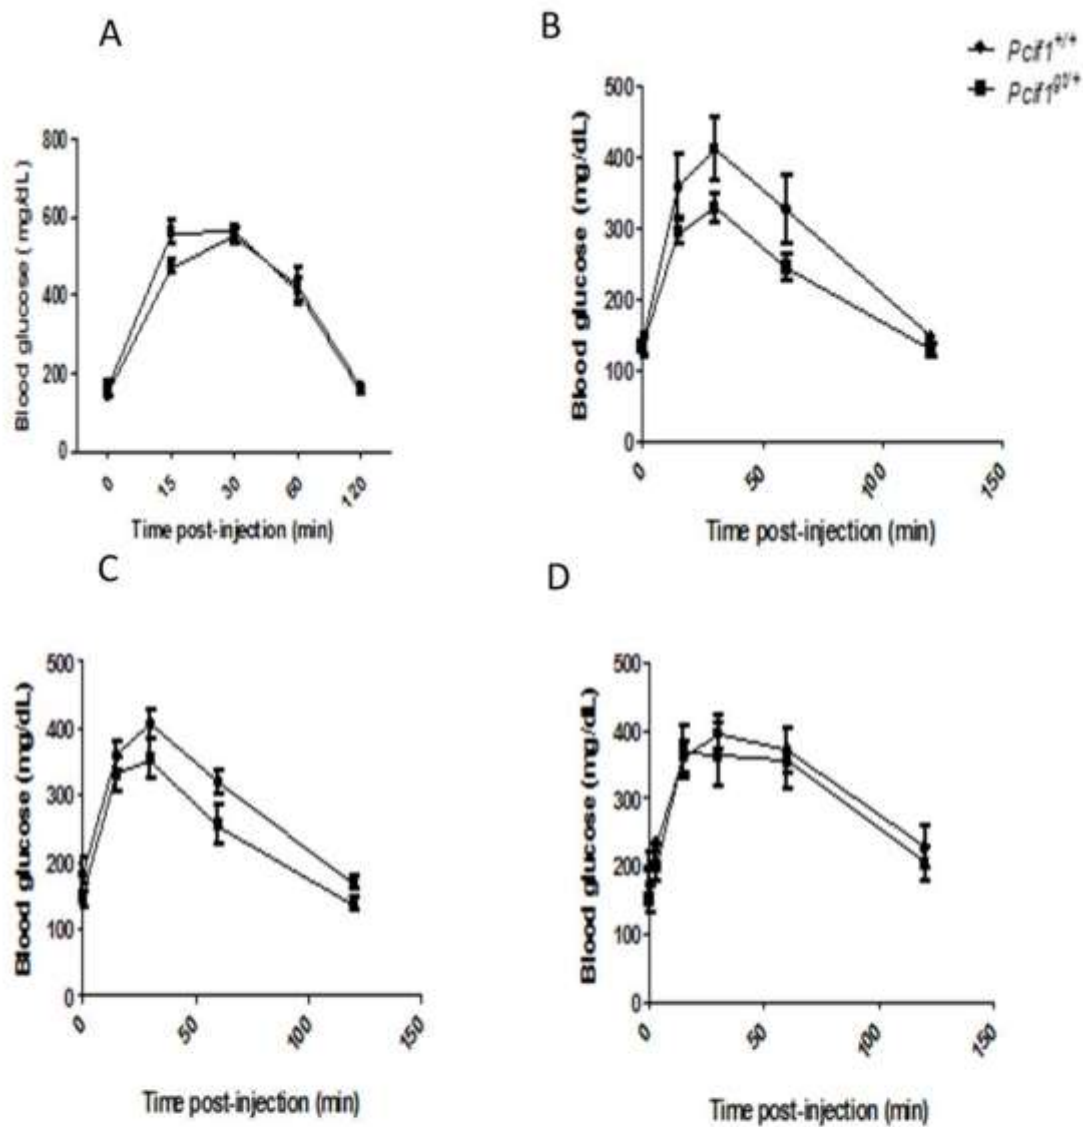 A
Blood glucose ( mg/dL)
800
600
400
200
0
0 15 30 60 120
Time post-injection (min)
B
Pcif1+/+
Pcif1gt/+
Blood glucose (mg/dL)
500
400
300
200
100
0
0 50 100 150
Time post-injection (min)
C
Blood glucose (mg/dL)
500
400
300
200
100
0
0 50 100 150
Time post-injection (min)
D
Blood glucose (mg/dL)
500
400
300
200
100
0
0 50 100 150
Time post-injection (min)